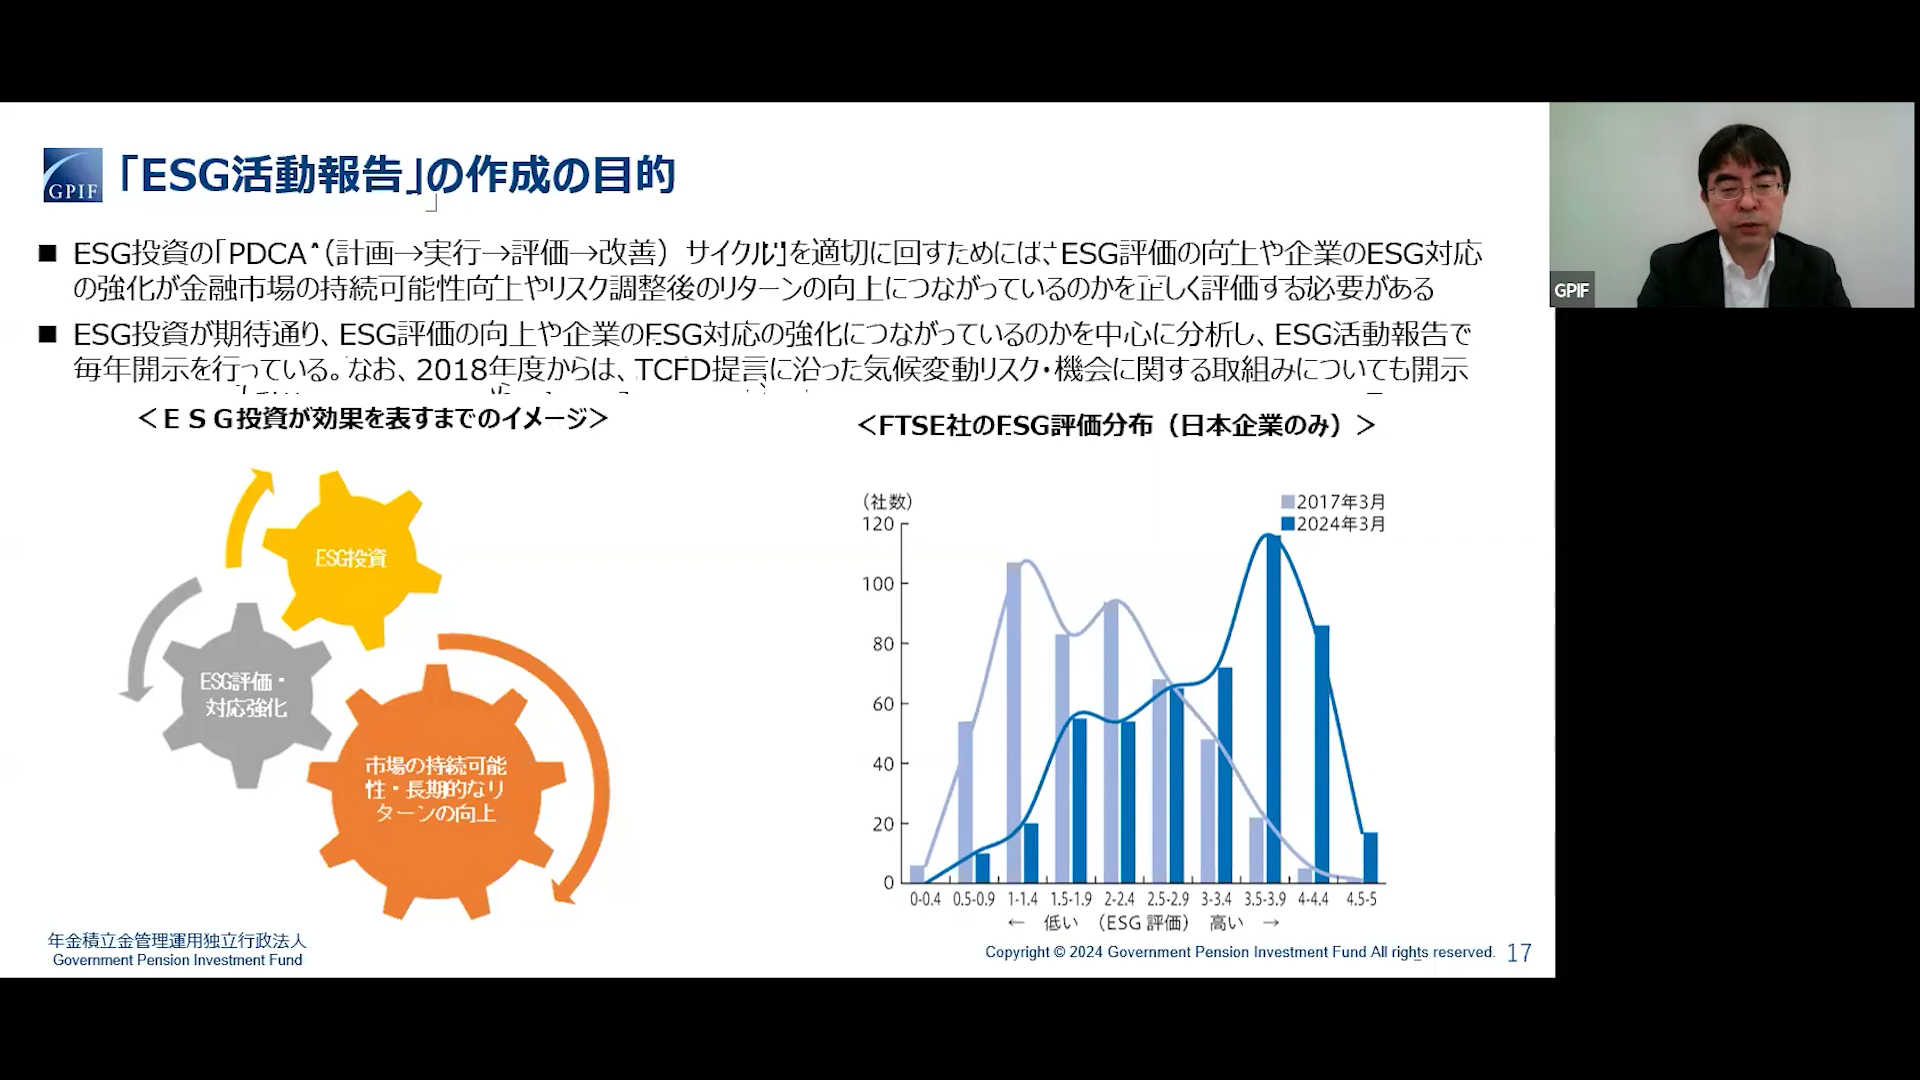 GPIF
「ESG活動報告」の作成の目的
■ ESG投資の「PDCA（計画→実行→評価→改善）サイクル」を適切に回すためには、ESG評価の向上や企業のESG対応
の強化が金融市場の持続可能性向上やリスク調整後のリターンの向上につながっているのかを正しく評価する必要がある
■ ESG投資が期待通り、ESG評価の向上や企業のESG対応の強化につながっているのかを中心に分析し、ESG活動報告で
毎年開示を行っている。なお、2018年度からは、TCFD提言に沿った気候変動リスク・機会に関する取組みについても開示
＜ＥＳＧ投資が効果を表すまでのイメージ＞
ESG投資
ESG評価・
対応強化
市場の持続可能
性・長期的なリ
ターンの向上
＜FTSE社のESG評価分布（日本企業のみ）＞
（社数）
2017年3月
2024年3月
120
100
80
60
40
20
0
0-0.4 0.5-0.9 1-1.4 1.5-1.9 2-2.4 2.5-2.9 3-3.4 3.5-3.9 4-4.4 4.5-5
← 低い （ESG 評価） 高い →
年金積立金管理運用独立行政法人
Government Pension Investment Fund
Copyright © 2024 Government Pension Investment Fund All rights reserved. 17
GPIF